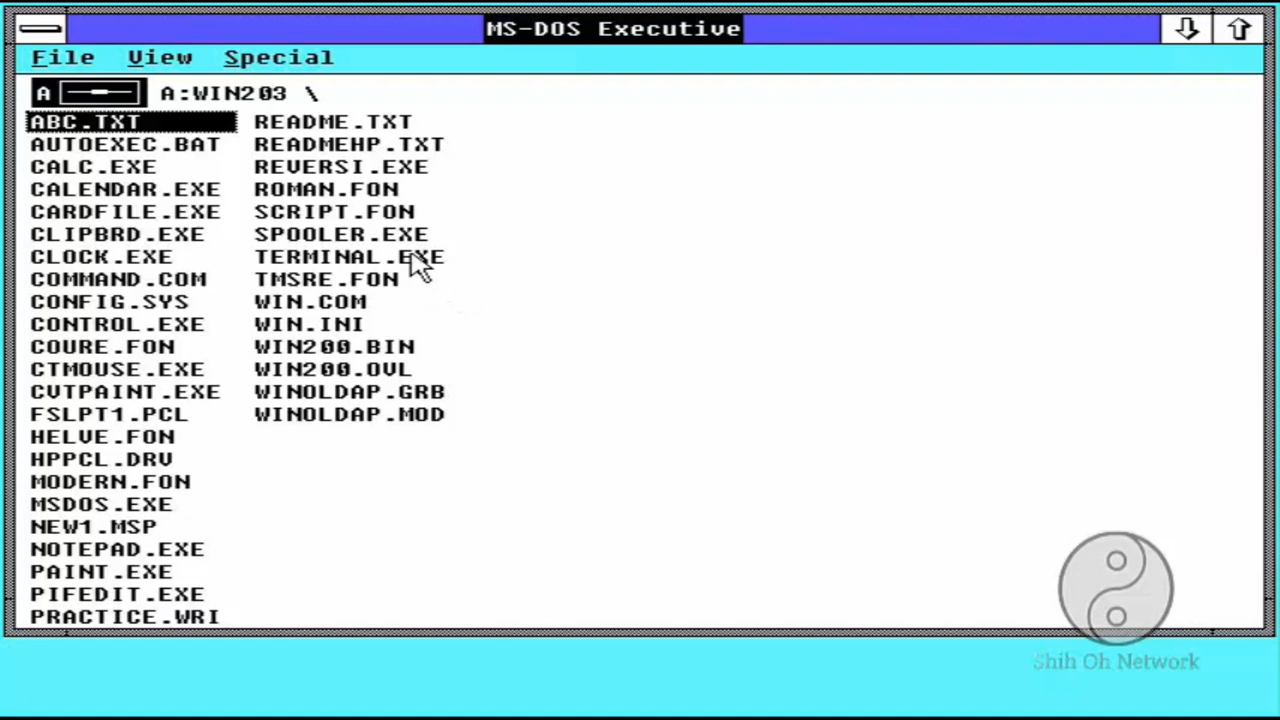 MS-DOS Executive
File View Special
A A:WIN203 \
ABC.TXT README.TXT
AUTOEXEC.BAT READMEHP.TXT
CALC.EXE REVERSI.EXE
CALENDAR.EXE ROMAN.FON
CARDFILE.EXE SCRIPT.FON
CLIPBRD.EXE SPOOLER.EXE
CLOCK.EXE TERMINAL.EXE
COMMAND.COM TMSRE.FON
CONFIG.SYS WIN.COM
CONTROL.EXE WIN.INI
COURE.FON WIN200.BIN
CTMOUSE.EXE WIN200.OVL
CVTPAINT.EXE WINOLDAP.GRB
FSLPT1.PCL WINOLDAP.MOD
HELVE.FON
HPPCL.DRV
MODERN.FON
MSDOS.EXE
NEW1.MSP
NOTEPAD.EXE
PAINT.EXE
PIFEDIT.EXE
PRACTICE.WRI
Shih Oh Network